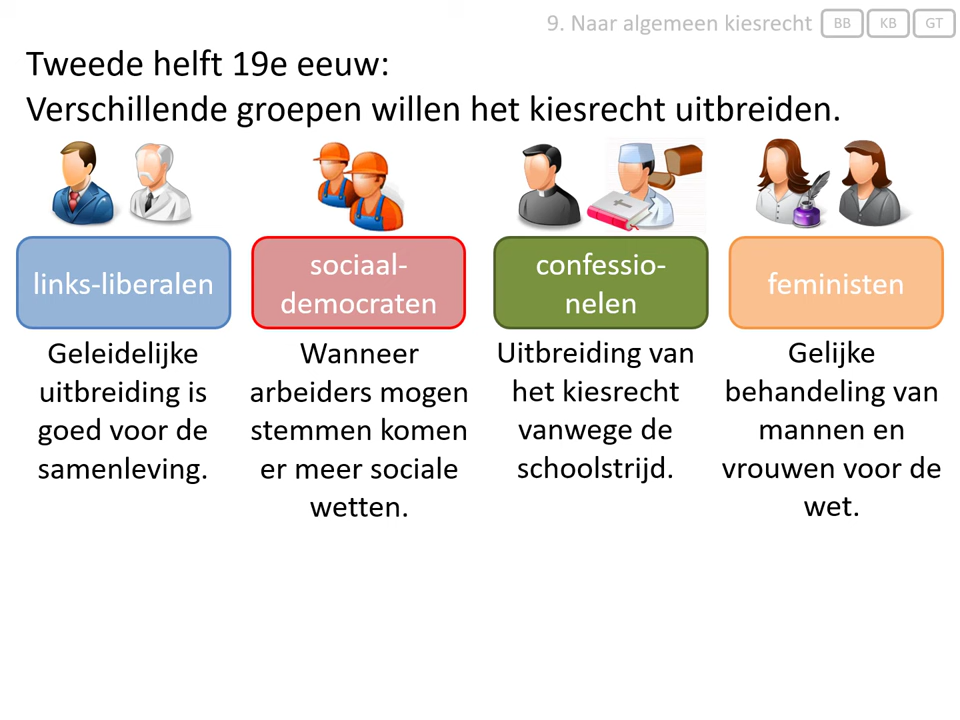 9. Naar algemeen kiesrecht BB KB GT
Tweede helft 19e eeuw:
Verschillende groepen willen het kiesrecht uitbreiden.
links-liberalen
Geleidelijke
uitbreiding is
goed voor de
samenleving.
sociaal-
democraten
Wanneer
arbeiders mogen
stemmen komen
er meer sociale
wetten.
confessio-
nelen
Uitbreiding van
het kiesrecht
vanwege de
schoolstrijd.
feministen
Gelijke
behandeling van
mannen en
vrouwen voor de
wet.